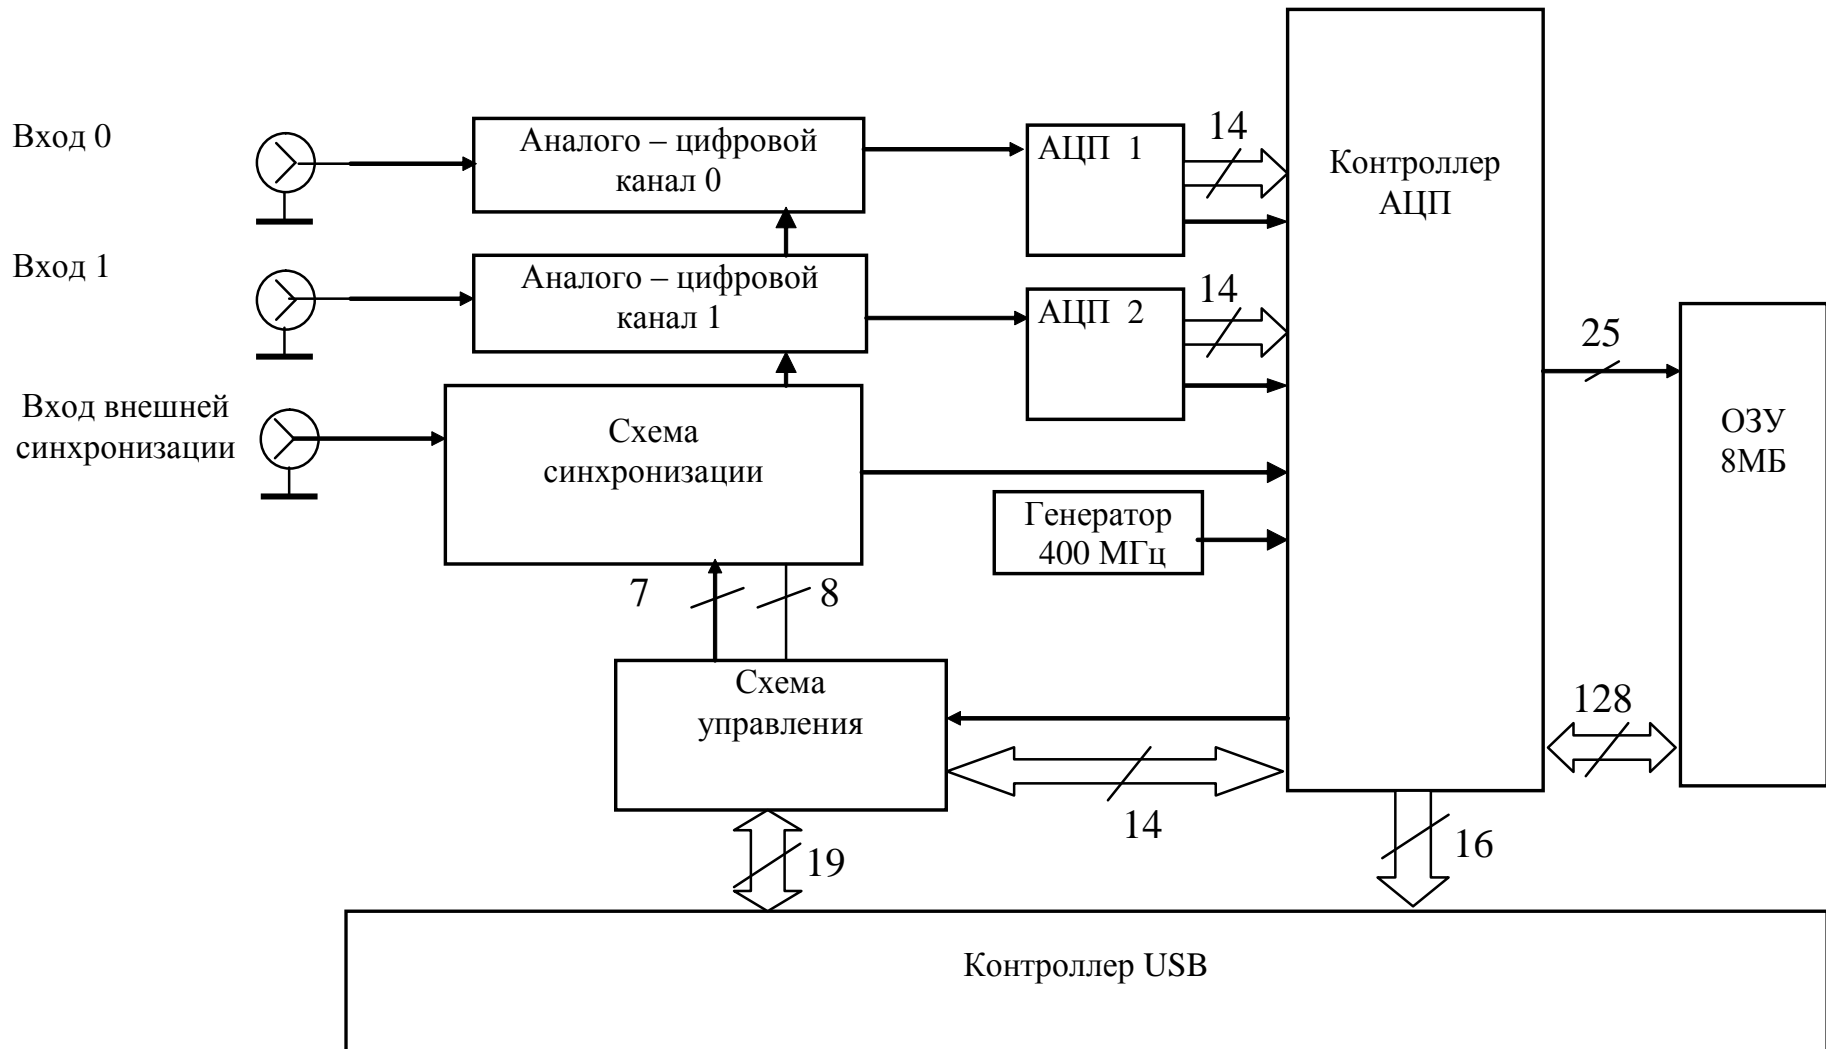 Вход 0
Аналого – цифровой
канал 0
АЦП  1
14
Контроллер
АЦП
Вход 1
Аналого – цифровой
канал 1
АЦП  2
14
25
ОЗУ
8МБ
Вход внешней
синхронизации
Схема
синхронизации
Генератор
400 МГц
7
8
Схема
управления
128
14
19
16
Контроллер USB